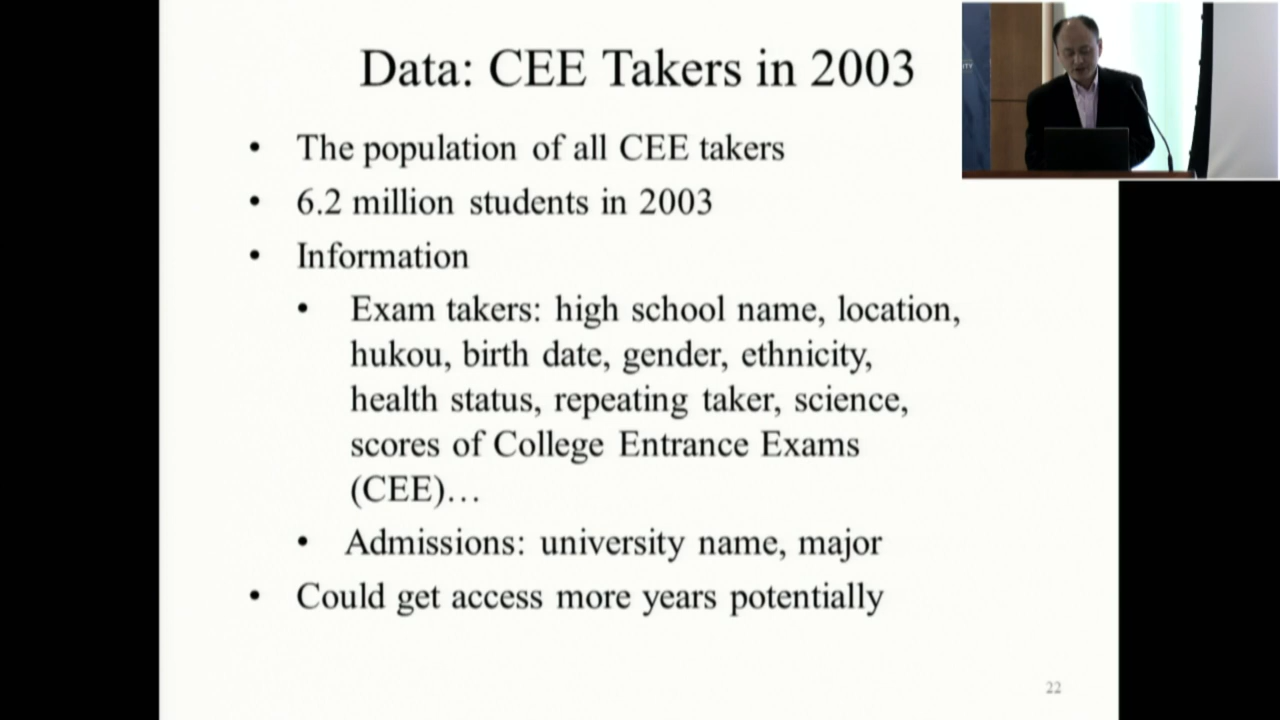 Data: CEE Takers in 2003
• The population of all CEE takers
• 6.2 million students in 2003
• Information
• Exam takers: high school name, location,
hukou, birth date, gender, ethnicity,
health status, repeating taker, science,
scores of College Entrance Exams
(CEE)…
• Admissions: university name, major
• Could get access more years potentially
22